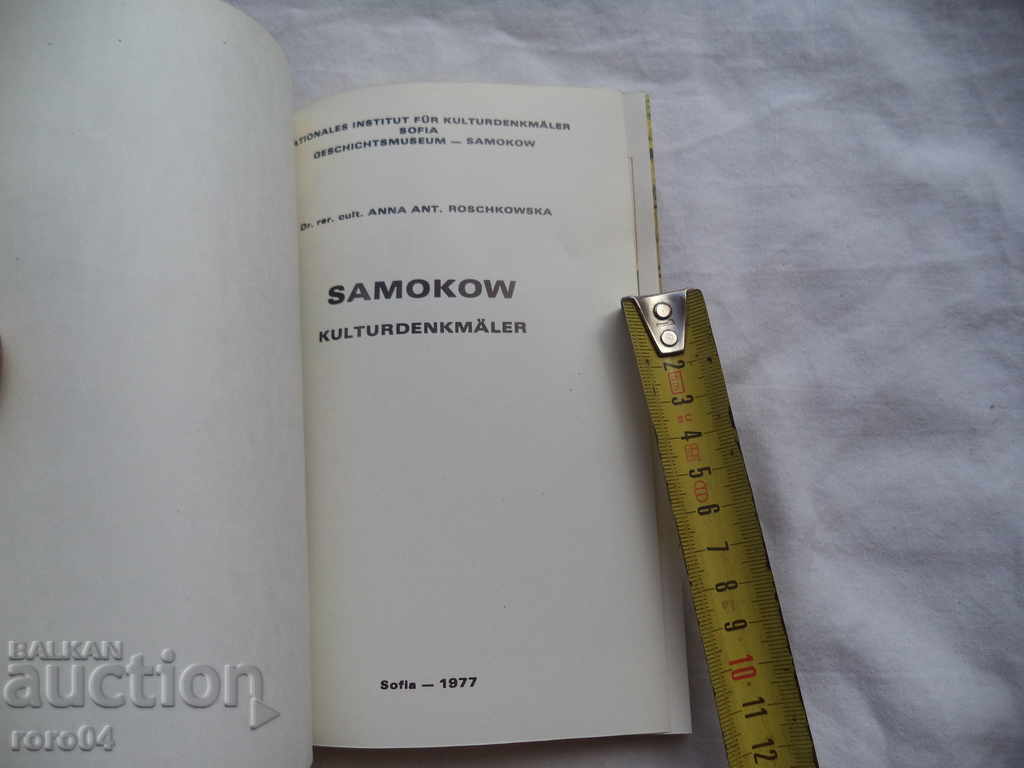 ATIONALES INSTITUT FÜR KULTURDENKMÄLER
SOFIA
GESCHICHTSMUSEUM — SAMOKOW
Dr. rer. cult. ANNA ANT. ROSCHKOWSKA
SAMOKOW
KULTURDENKMÄLER
Sofia — 1977
2
3
4
5
6
7
8
9
10
11
12
BALKAN
auction
roro04